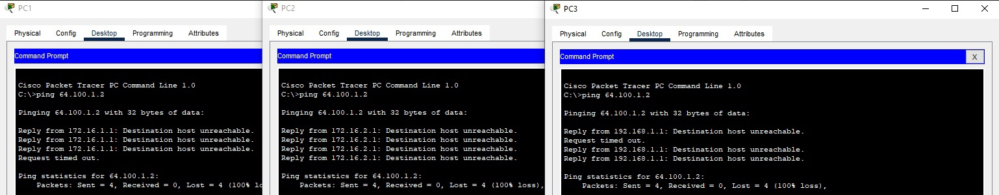 PC1
Physical Config Desktop Programming Attributes
Command Prompt
Cisco Packet Tracer PC Command Line 1.0
C:\>ping 64.100.1.2
Pinging 64.100.1.2 with 32 bytes of data:
Reply from 172.16.1.1: Destination host unreachable.
Reply from 172.16.1.1: Destination host unreachable.
Reply from 172.16.1.1: Destination host unreachable.
Request timed out.
Ping statistics for 64.100.1.2:
Packets: Sent = 4, Received = 0, Lost = 4 (100% lo
PC2
Physical Config Desktop Programming Attributes
Command Prompt
Cisco Packet Tracer PC Command Line 1.0
C:\>ping 64.100.1.2
Pinging 64.100.1.2 with 32 bytes of data:
Reply from 172.16.2.1: Destination host unreachable.
Reply from 172.16.2.1: Destination host unreachable.
Reply from 172.16.2.1: Destination host unreachable.
Reply from 172.16.2.1: Destination host unreachable.
Ping statistics for 64.100.1.2:
Packets: Sent = 4, Received = 0, Lost = 4 (100% loss),
PC3
Physical Config Desktop Programming Attributes
Command Prompt
X
Cisco Packet Tracer PC Command Line 1.0
C:\>ping 64.100.1.2
Pinging 64.100.1.2 with 32 bytes of data:
Reply from 192.168.1.1: Destination host unreachable.
Request timed out.
Reply from 192.168.1.1: Destination host unreachable.
Reply from 192.168.1.1: Destination host unreachable.
Ping statistics for 64.100.1.2:
Packets: Sent = 4, Received = 0, Lost = 4 (100% loss),